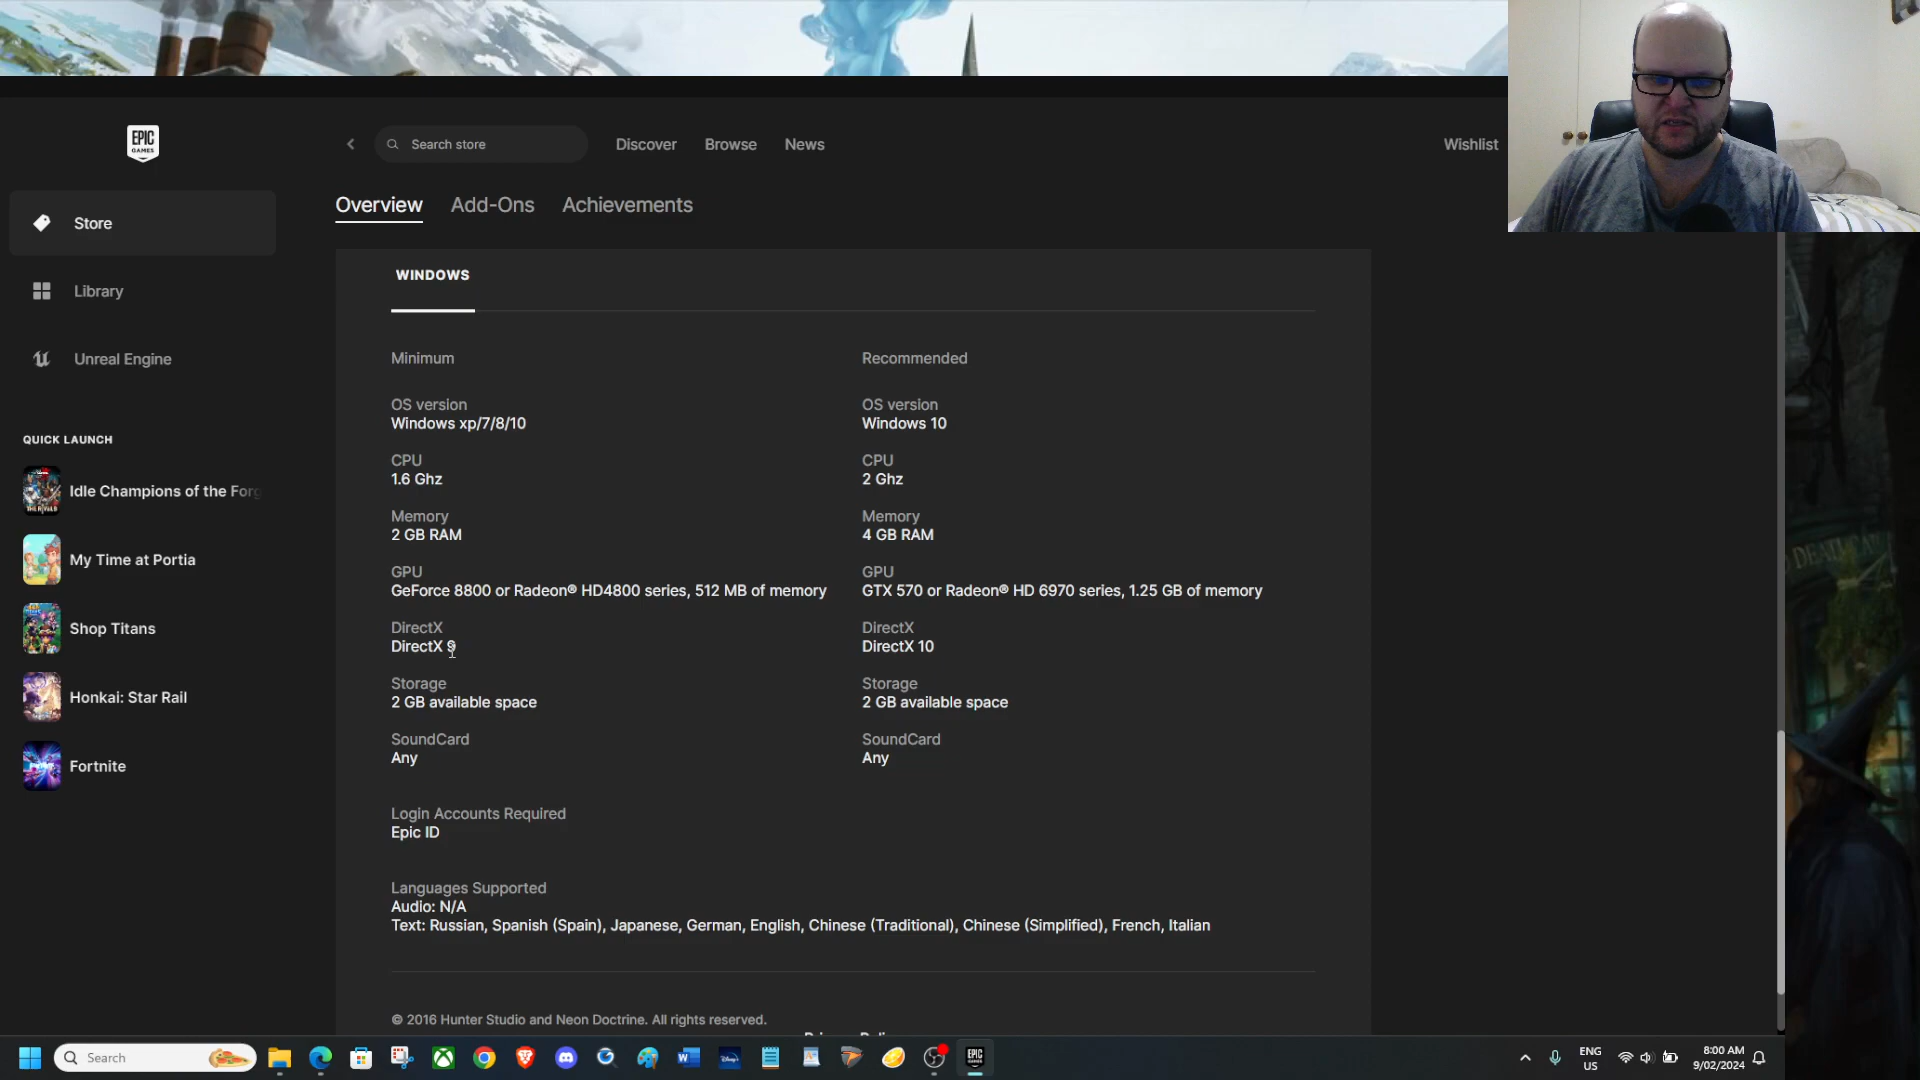 EPIC
GAMES
Search store
Discover
Browse
News
Wishlist
Overview
Add-Ons
Achievements
Store
Library
Unreal Engine
QUICK LAUNCH
Idle Champions of the Forg
My Time at Portia
Shop Titans
Honkai: Star Rail
Fortnite
WINDOWS
Minimum
OS version
Windows xp/7/8/10
CPU
1.6 Ghz
Memory
2 GB RAM
GPU
GeForce 8800 or Radeon® HD4800 series, 512 MB of memory
DirectX
DirectX 9
Storage
2 GB available space
SoundCard
Any
Recommended
OS version
Windows 10
CPU
2 Ghz
Memory
4 GB RAM
GPU
GTX 570 or Radeon® HD 6970 series, 1.25 GB of memory
DirectX
DirectX 10
Storage
2 GB available space
SoundCard
Any
Login Accounts Required
Epic ID
Languages Supported
Audio: N/A
Text: Russian, Spanish (Spain), Japanese, German, English, Chinese (Traditional), Chinese (Simplified), French, Italian
© 2016 Hunter Studio and Neon Doctrine. All rights reserved.
Search
ENG
US
8:00 AM
9/02/2024